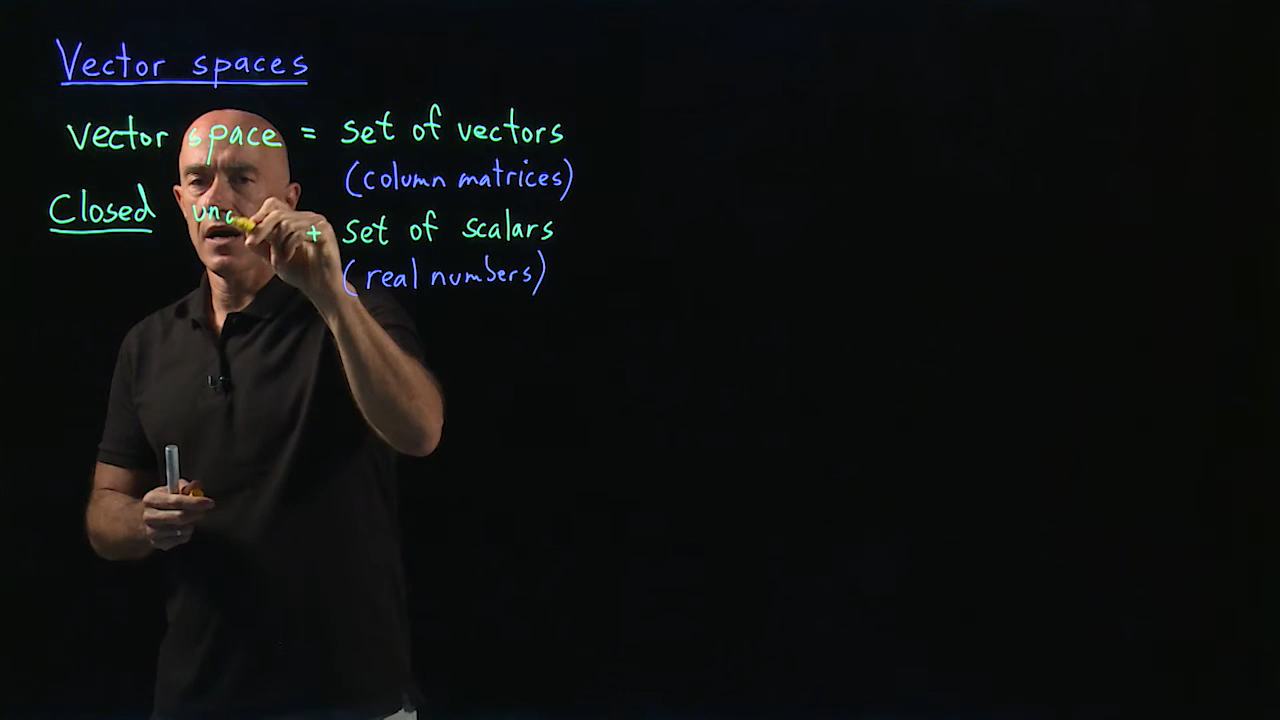 Vector spaces
vector space = set of vectors
(column matrices)
Closed
+ set of scalars
(real numbers)